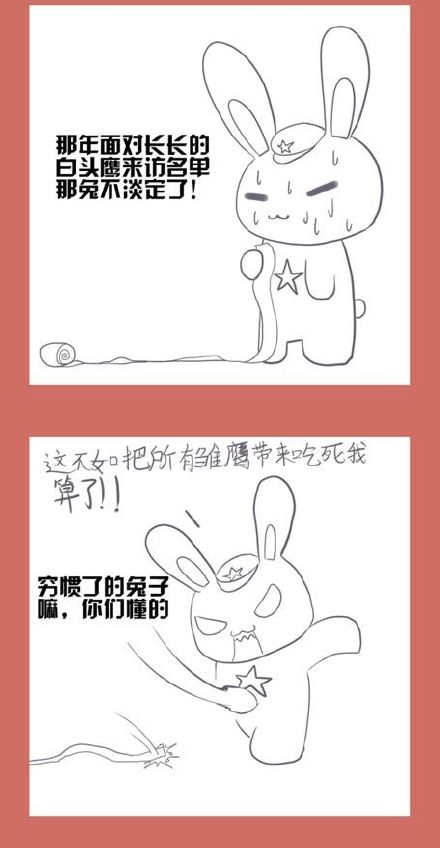 那年面对长长的
白头鹰来访名单
那兔不淡定了!
这不如把所有雏鹰带来吃死我
算了!!
穷惯了的兔子
嘛，你们懂的